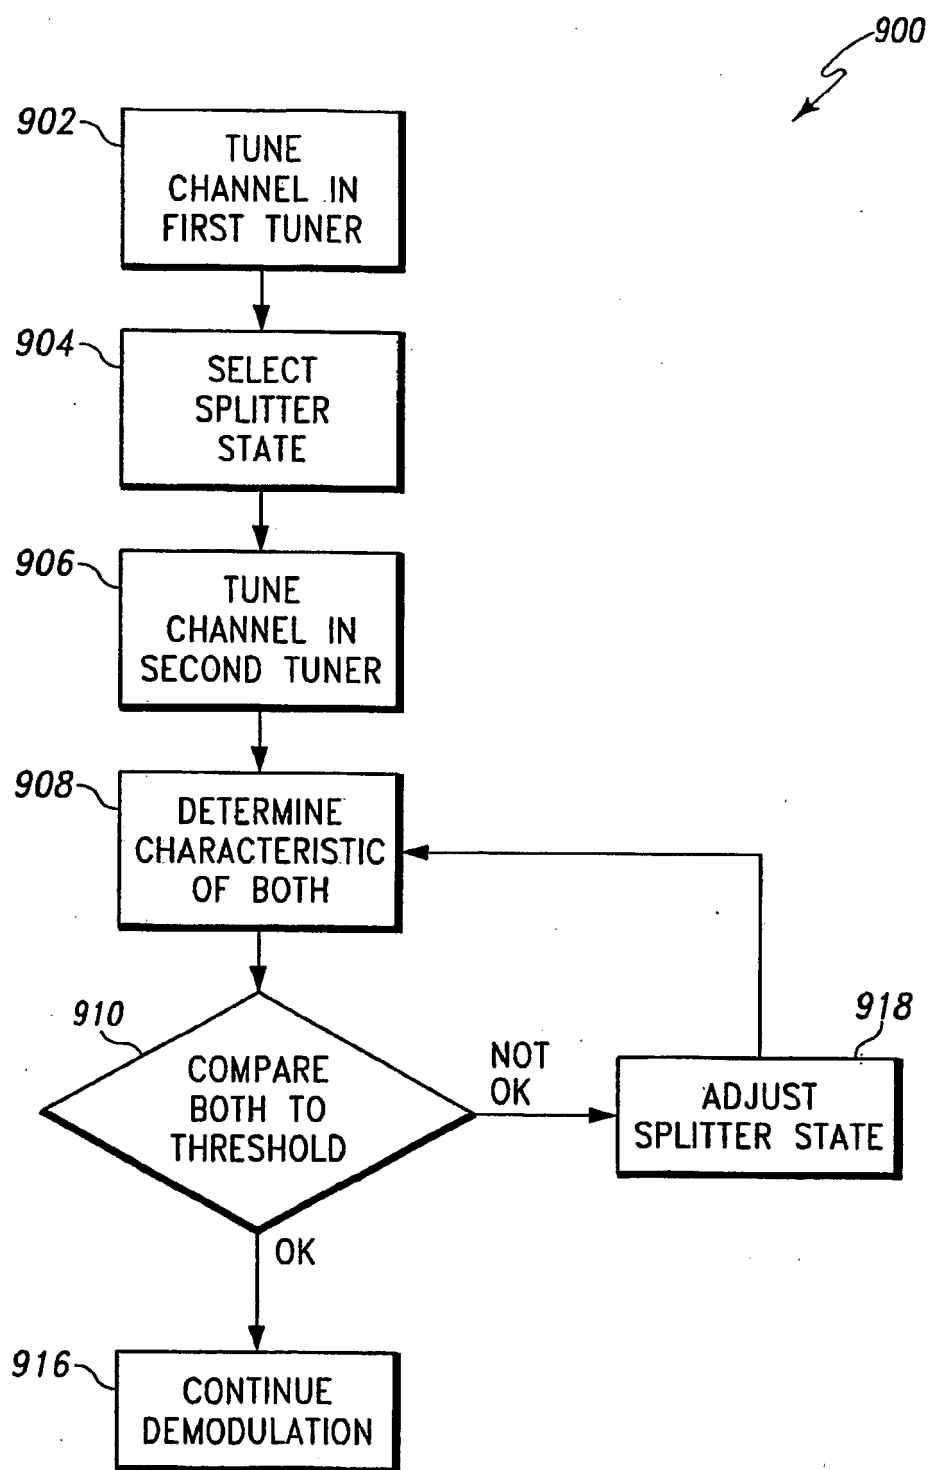 900
902
TUNE
CHANNEL IN
FIRST TUNER
904
SELECT
SPLITTER
STATE
906
TUNE
CHANNEL IN
SECOND TUNER
908
DETERMINE
CHARACTERISTIC
OF BOTH
910
COMPARE
BOTH TO
THRESHOLD
NOT
OK
918
ADJUST
SPLITTER STATE
OK
916
CONTINUE
DEMODULATION